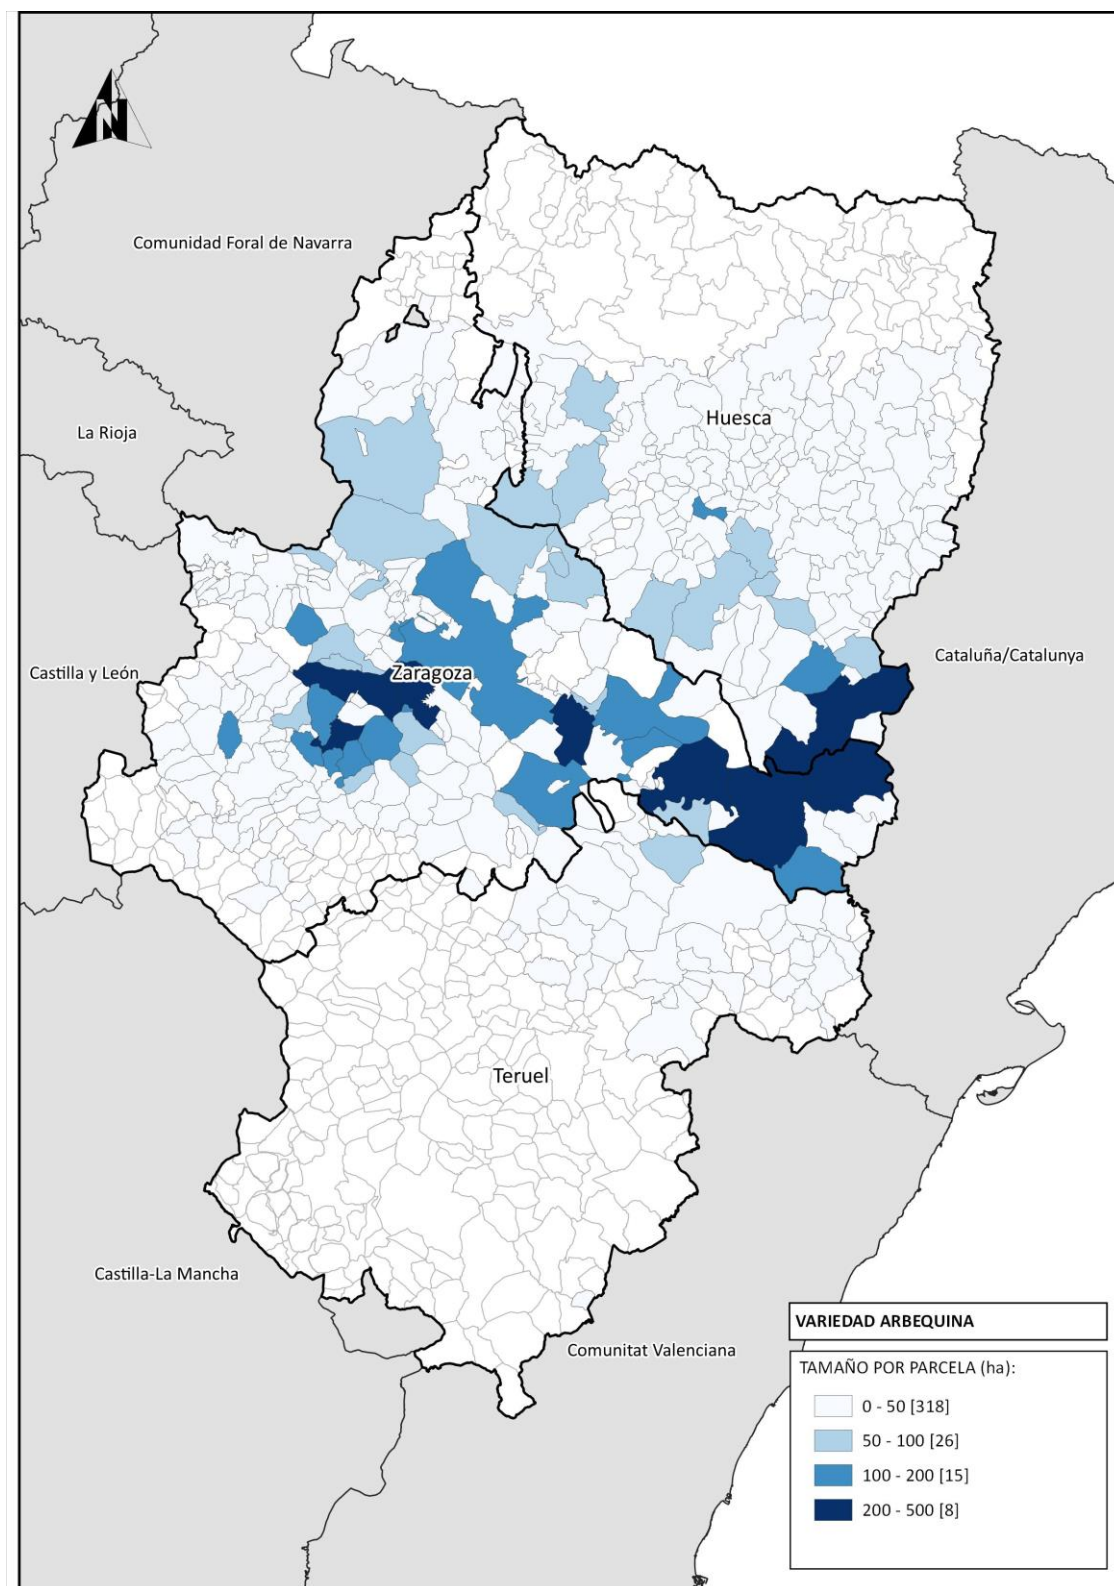 N
Comunidad Foral de Navarra
Huesca
La Rioja
Castilla y León
Zaragoza
Cataluña/Catalunya
Teruel
Castilla-La Mancha
Comunitat Valenciana
VARIEDAD ARBEQUINA
TAMAÑO POR PARCELA (ha):
0 - 50 [318]
50 - 100 [26]
100 - 200 [15]
200 - 500 [8]